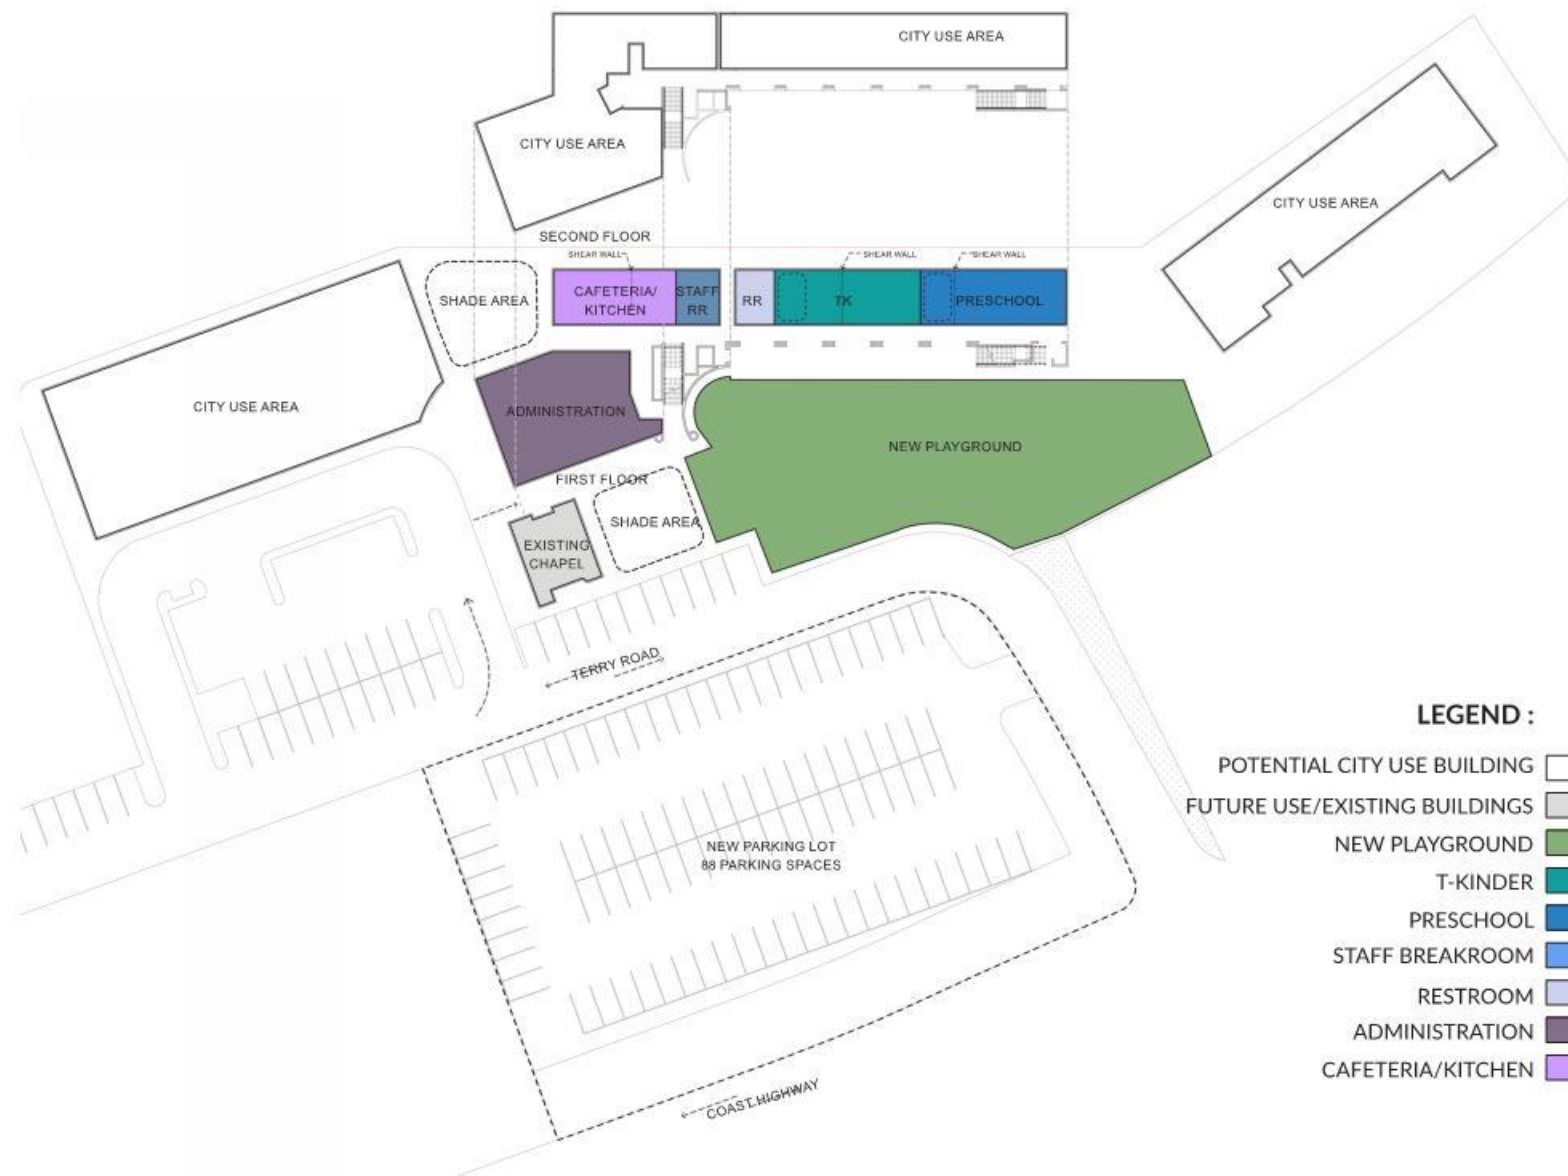 CITY USE AREA
CITY USE AREA
CITY USE AREA
SECOND FLOOR
SHEAR WALL
SHEAR WALL
SHEAR WALL
SHADE AREA
CAFETERIA/
KITCHEN
STAFF
RR
RR
TK
PRESCHOOL
CITY USE AREA
ADMINISTRATION
NEW PLAYGROUND
FIRST FLOOR
SHADE AREA
EXISTING
CHAPEL
TERRY ROAD
NEW PARKING LOT
88 PARKING SPACES
COAST HIGHWAY
LEGEND :
POTENTIAL CITY USE BUILDING
FUTURE USE/EXISTING BUILDINGS
NEW PLAYGROUND
T-KINDER
PRESCHOOL
STAFF BREAKROOM
RESTROOM
ADMINISTRATION
CAFETERIA/KITCHEN